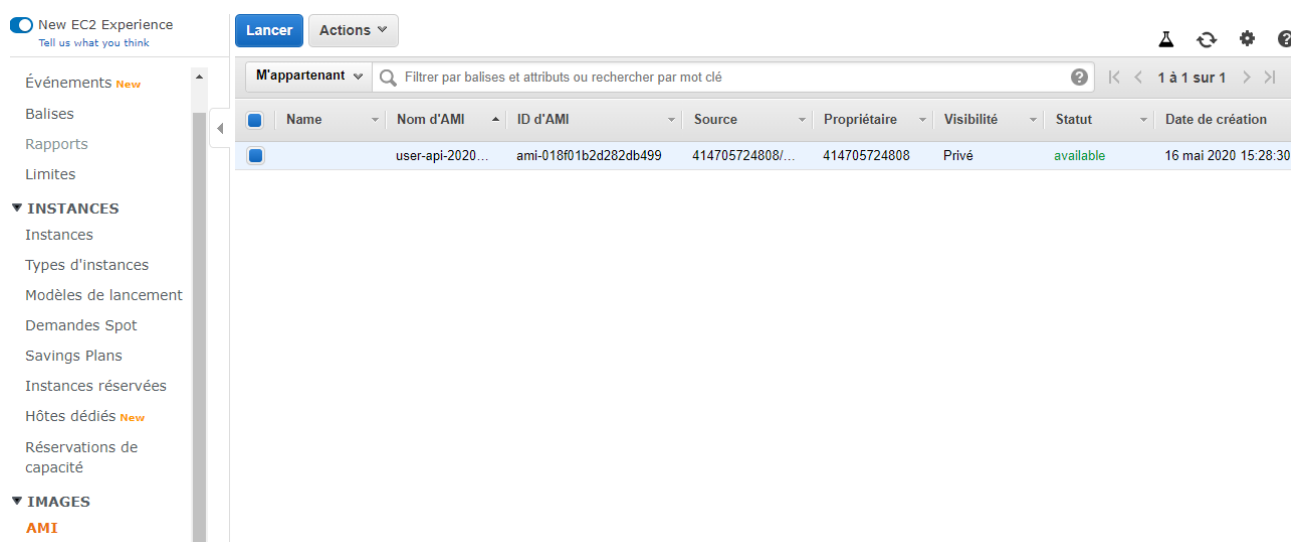 New EC2 Experience
Tell us what you think
Événements New
Balises
Rapports
Limites
INSTANCES
Instances
Types d'instances
Modèles de lancement
Demandes Spot
Savings Plans
Instances réservées
Hôtes dédiés New
Réservations de
capacité
IMAGES
AMI
Lancer Actions
M'appartenant Filtrer par balises et attributs ou rechercher par mot clé 1 à 1 sur 1
Name Nom d'AMI ID d'AMI Source Propriétaire Visibilité Statut Date de création
user-api-2020... ami-018f01b2d282db499 414705724808/... 414705724808 Privé available 16 mai 2020 15:28:30